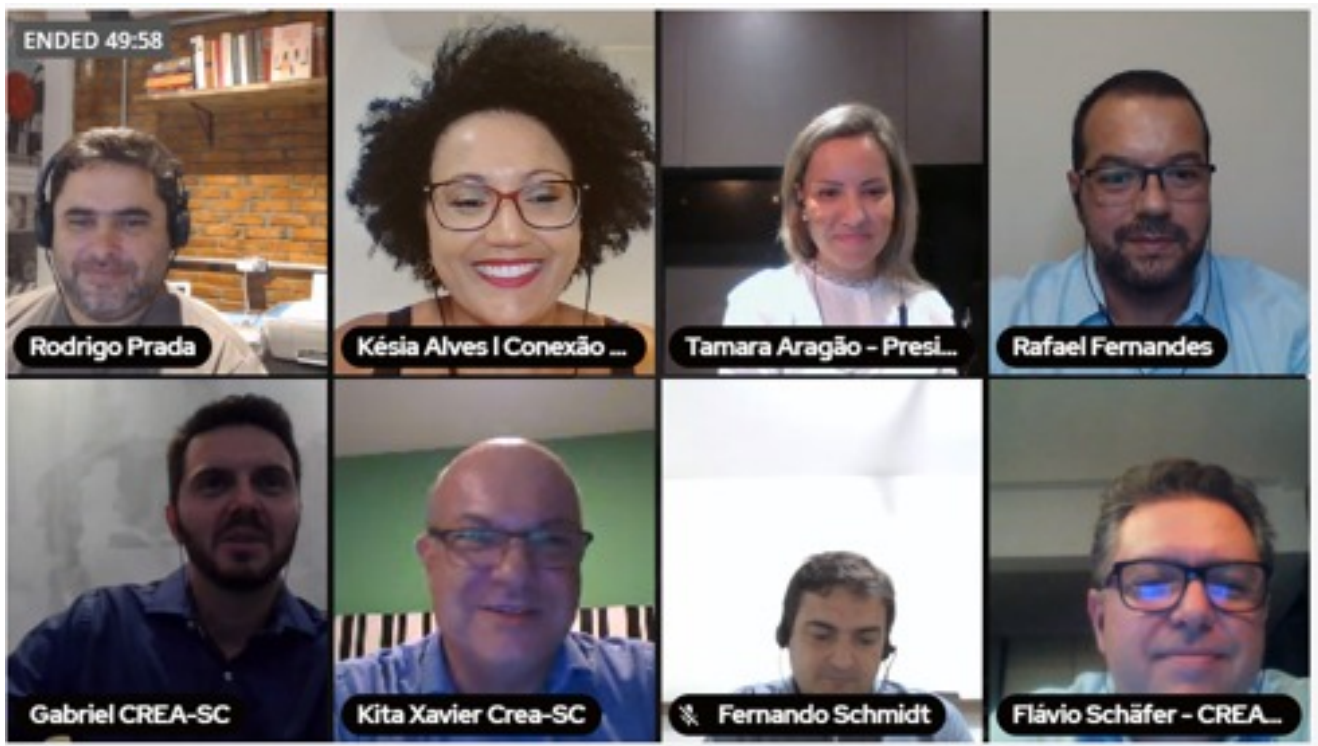 ENDED 49:58
Rodrigo Prada
Késia Alves | Conexão ...
Tamara Aragão - Presi...
Rafael Fernandes
Gabriel CREA-SC
Kita Xavier Crea-SC
Fernando Schmidt
Flávio Schäfer - CREA...